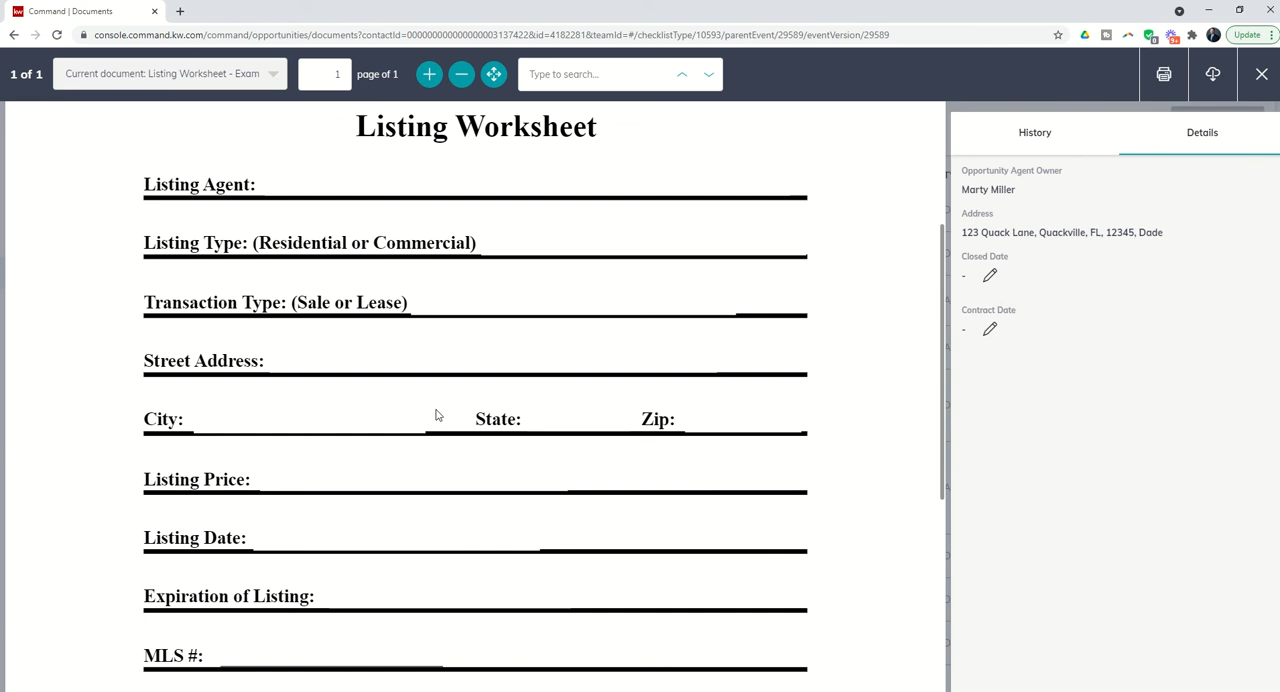 kw Command | Documents
console.command.kw.com/command/opportunities/documents?contactId=0000000000000000003137422&id=4182281&teamId=#/checklistType/10593/parentEvent/29589/eventVersion/29589
Update
1 of 1 Current document: Listing Worksheet - Exam 1 page of 1 Type to search...
Listing Worksheet
Listing Agent:
Listing Type: (Residential or Commercial)
Transaction Type: (Sale or Lease)
Street Address:
City: State: Zip:
Listing Price:
Listing Date:
Expiration of Listing:
MLS #:
History Details
Opportunity Agent Owner
Marty Miller
Address
123 Quack Lane, Quackville, FL, 12345, Dade
Closed Date
-
Contract Date
-